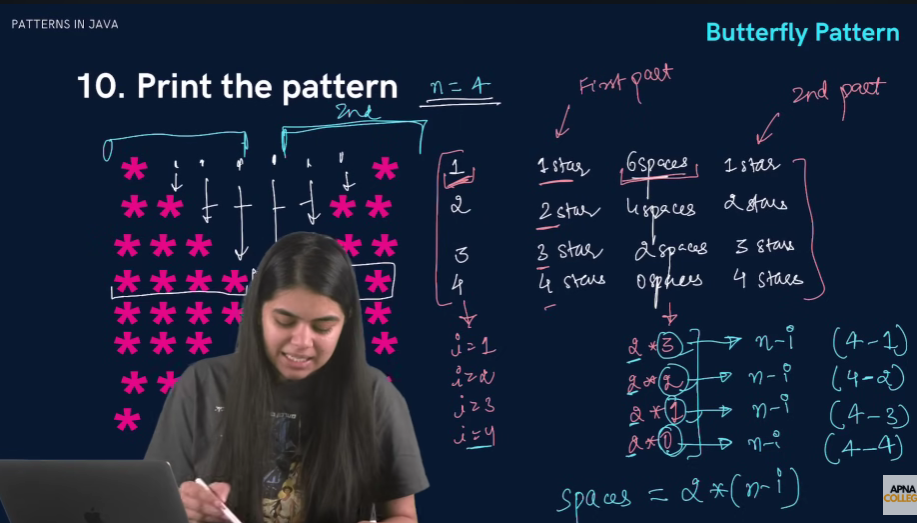 PATTERNS IN JAVA
Butterfly Pattern
10. Print the pattern
n = 4
First part
2nd part
2nd
1 1 star 6 spaces 1 star
2 2 star 4 spaces 2 stars
3 3 star 2 spaces 3 stars
4 4 stars 0 spaces 4 stars
i=1 2*3 n-i (4-1)
i=2 2*2 n-i (4-2)
i=3 2*1 n-i (4-3)
i=4 2*0 n-i (4-4)
spaces = 2*(n-i)
*      *
**    **
***  **
****  *
****  *
***  *
**
*
APNA
COLLEG